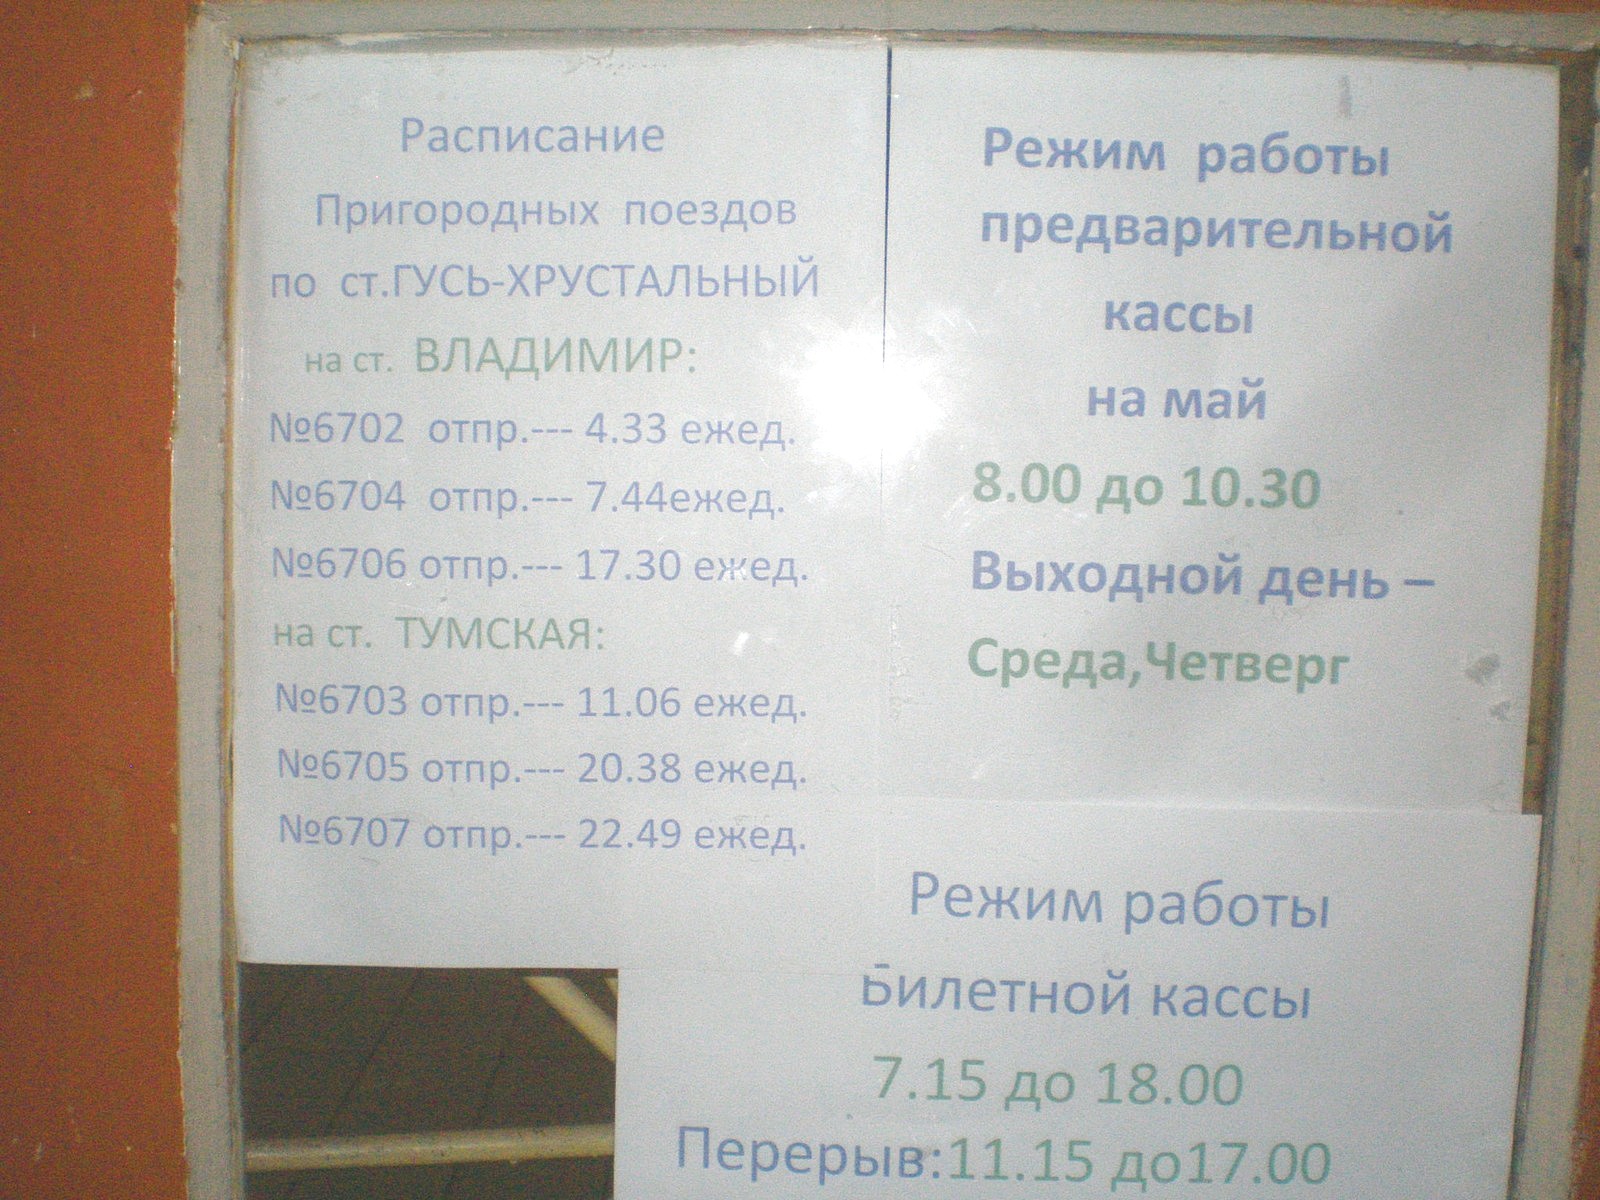 Расписание
Пригородных поездов
по ст.ГУСЬ-ХРУСТАЛЬНЫЙ
на ст. ВЛАДИМИР:
№6702 отпр.--- 4.33 ежед.
№6704 отпр.--- 7.44ежед.
№6706 отпр.--- 17.30 ежед.
на ст. ТУМСКАЯ:
№6703 отпр.--- 11.06 ежед.
№6705 отпр.--- 20.38 ежед.
№6707 отпр.--- 22.49 ежед.
Режим работы
предварительной
кассы
на май
8.00 до 10.30
Выходной день –
Среда,Четверг
Режим работы
Билетной кассы
7.15 до 18.00
Перерыв:11.15 до17.00